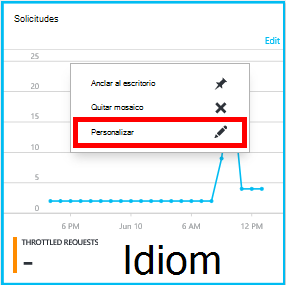 Solicitudes
Edit
25
20
Anclar al escritorio
Quitar mosaico
Personalizar
15
10
5
0
6 PM Jun 10 6 AM 12 PM
THROTTLED REQUESTS
-
Idiom